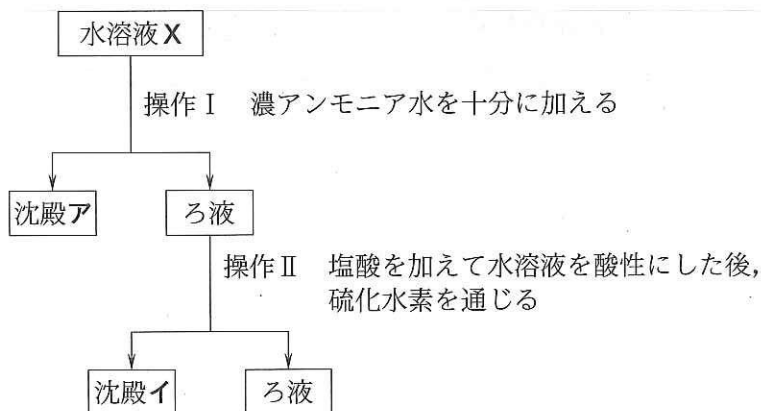 水溶液X
操作Ⅰ 濃アンモニア水を十分に加える
沈殿ア
ろ液
操作Ⅱ 塩酸を加えて水溶液を酸性にした後,
硫化水素を通じる
沈殿イ
ろ液